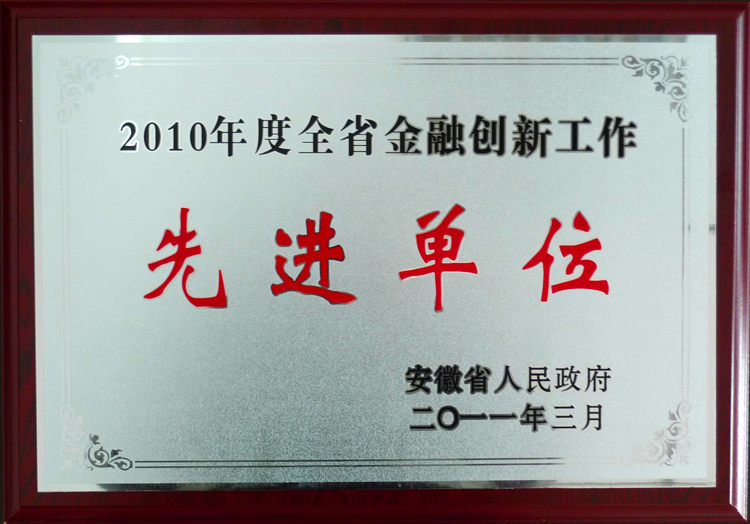 2010年度全省金融创新工作
先进单位
安徽省人民政府
二〇一一年三月